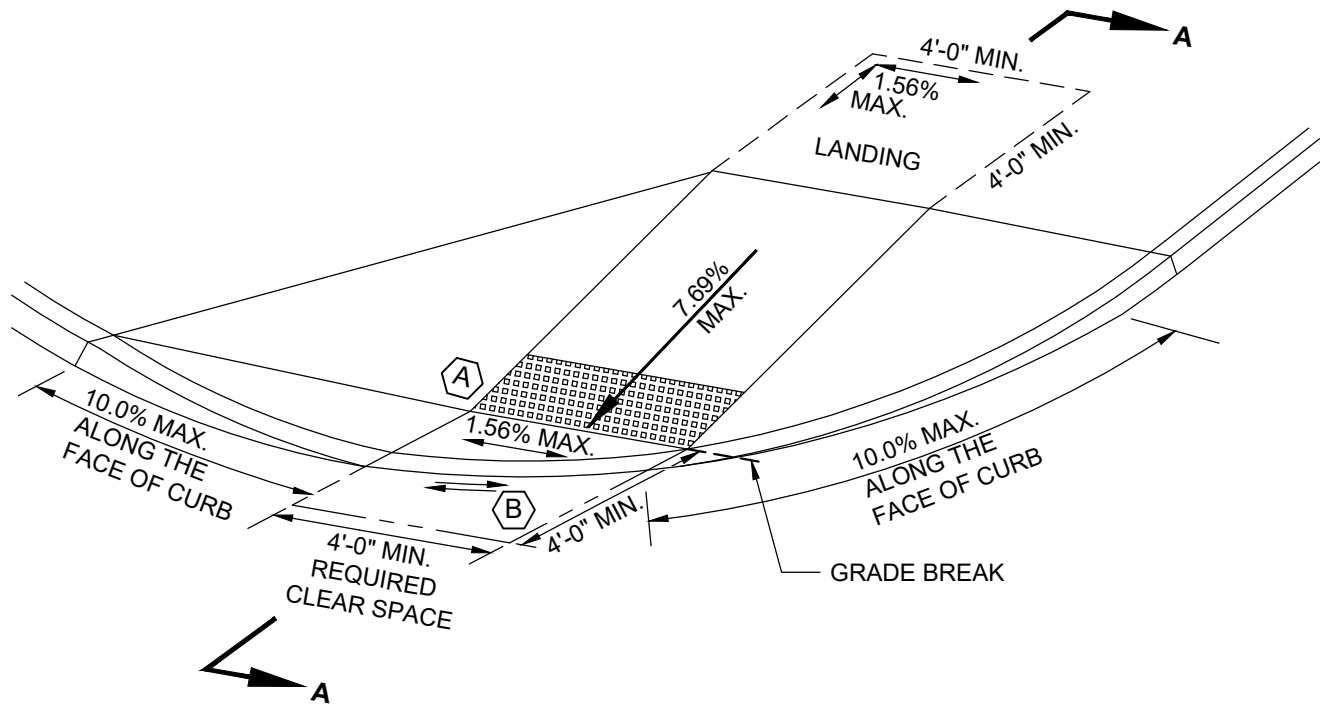 A
4'-0" MIN.
1.56%
MAX.
LANDING
4'-0" MIN.
7.69%
MAX.
A
1.56% MAX.
10.0% MAX.
ALONG THE
FACE OF CURB
10.0% MAX.
ALONG THE
FACE OF CURB
B
4'-0" MIN.
4'-0" MIN.
REQUIRED
CLEAR SPACE
GRADE BREAK
A